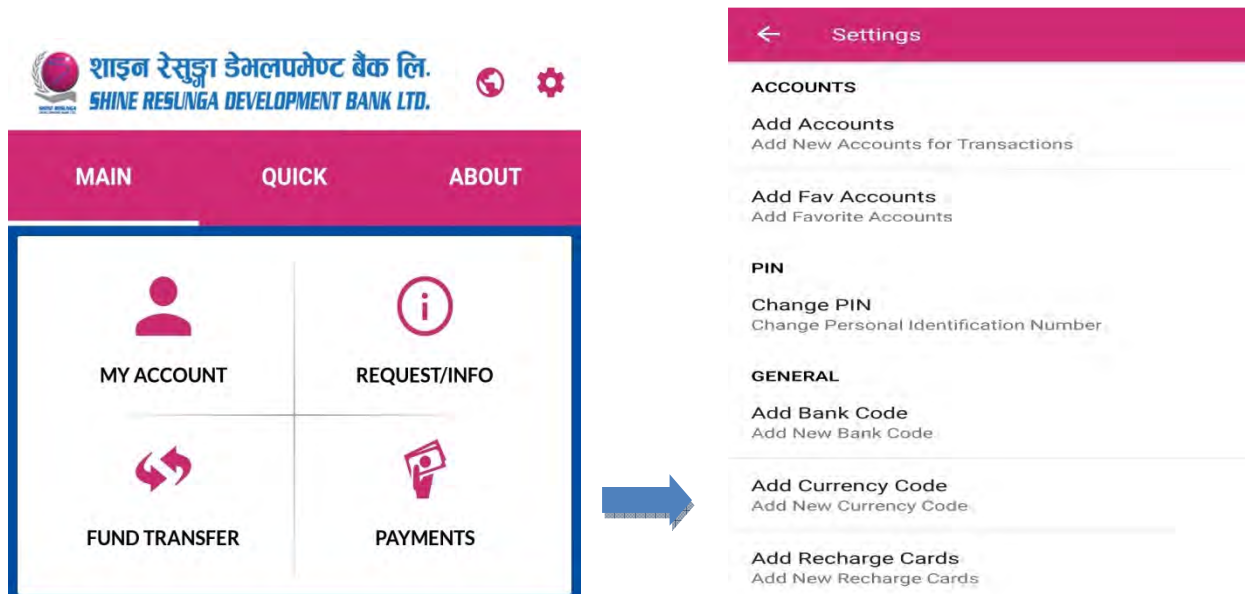 शाइन रेसुङ्गा डेभलपमेण्ट बैंक लि.
SHINE RESUNGA DEVELOPMENT BANK LTD.
MAIN QUICK ABOUT
MY ACCOUNT REQUEST/INFO
FUND TRANSFER PAYMENTS
Settings
ACCOUNTS
Add Accounts
Add New Accounts for Transactions
Add Fav Accounts
Add Favorite Accounts
PIN
Change PIN
Change Personal Identification Number
GENERAL
Add Bank Code
Add New Bank Code
Add Currency Code
Add New Currency Code
Add Recharge Cards
Add New Recharge Cards